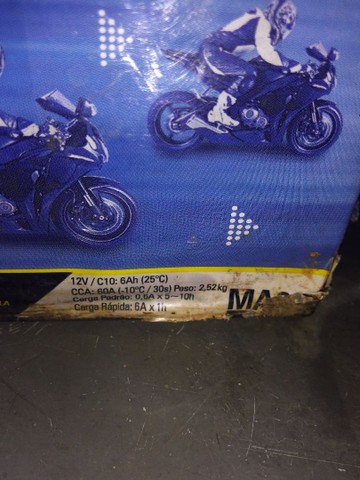 12V / C10: 6Ah (25°C)
CCA: 60A (-10°C / 30s) Peso: 2,52kg
Carga Padrão: 0,6A x 5~10h
Carga Rápida: 6A x 1h